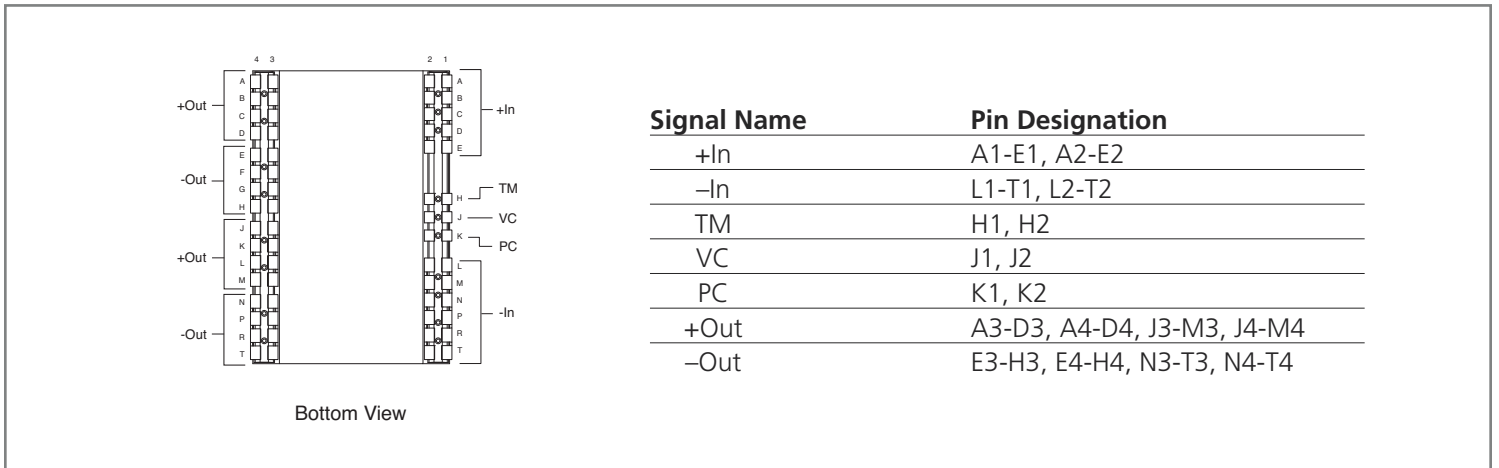 4 3 2 1
A A
B B
+Out +In
C C
D D
E E
F
-Out
G
H H TM
J J VC
K K PC
+Out
L L
M M
N N
P P -In
-Out
R R
T T
Bottom View
Signal Name Pin Designation
+In A1-E1, A2-E2
–In L1-T1, L2-T2
TM H1, H2
VC J1, J2
PC K1, K2
+Out A3-D3, A4-D4, J3-M3, J4-M4
–Out E3-H3, E4-H4, N3-T3, N4-T4